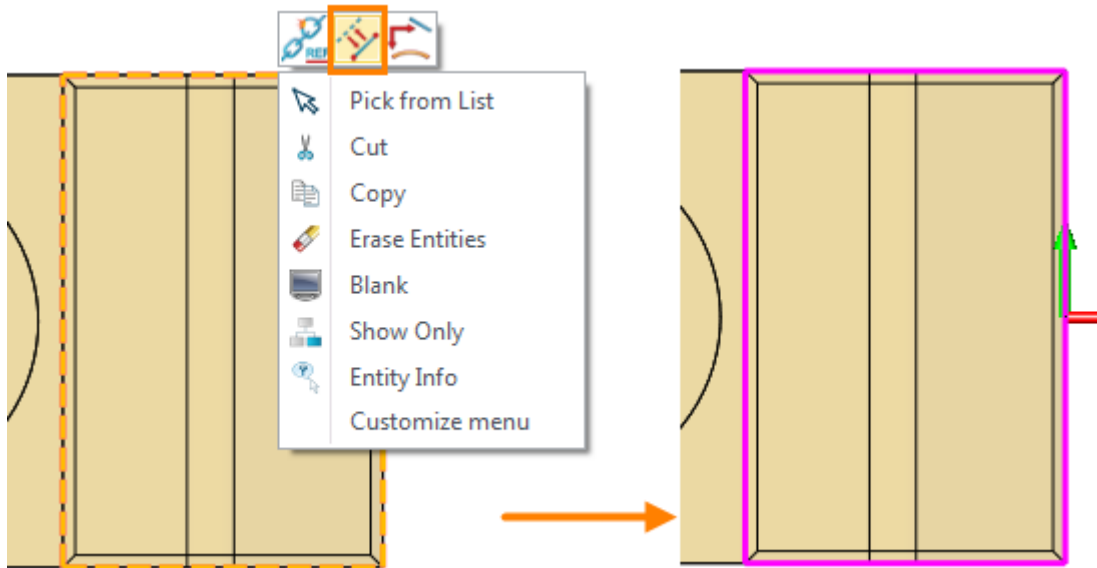 REF
Pick from List
Cut
Copy
Erase Entities
Blank
Show Only
Entity Info
Customize menu